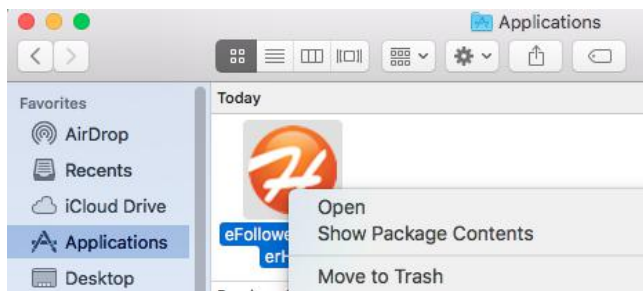 Applications
Favorites
AirDrop
Recents
iCloud Drive
Applications
Desktop
Today
eFollowe
erH
Open
Show Package Contents
Move to Trash